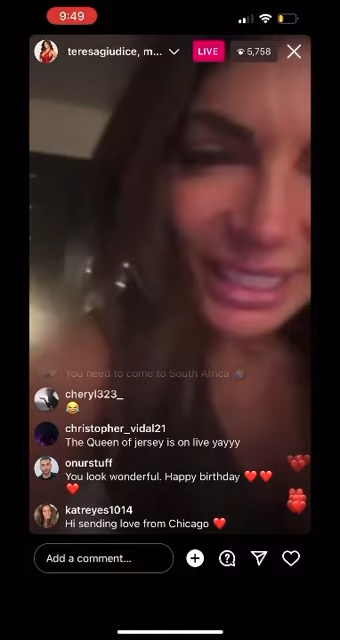 9:49
teresagiudice, m...
LIVE
5,758
You need to come to South Africa
cheryl323_
😂
christopher_vidal21
The Queen of jersey is on live yayyy
onurstuff
You look wonderful. Happy birthday ❤️❤️
❤️
katreyes1014
Hi sending love from Chicago ❤️
Add a comment...